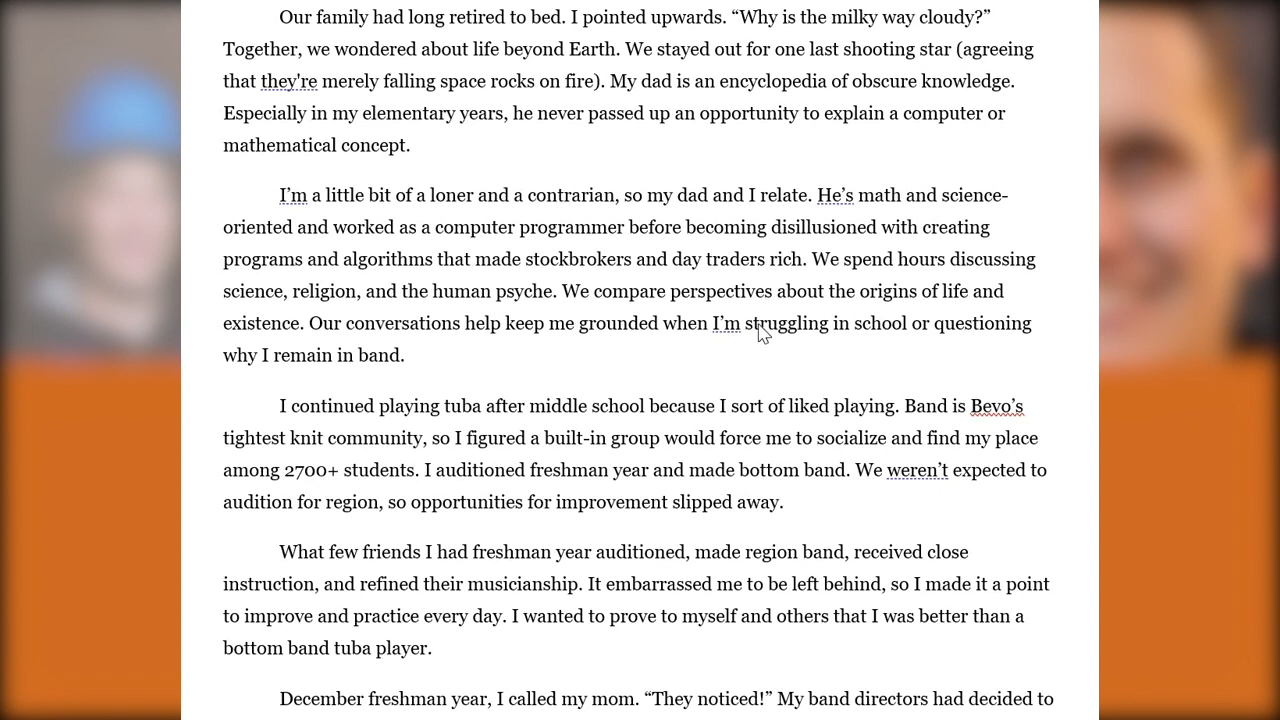 Our family had long retired to bed. I pointed upwards. “Why is the milky way cloudy?”
Together, we wondered about life beyond Earth. We stayed out for one last shooting star (agreeing
that they're merely falling space rocks on fire). My dad is an encyclopedia of obscure knowledge.
Especially in my elementary years, he never passed up an opportunity to explain a computer or
mathematical concept.
I’m a little bit of a loner and a contrarian, so my dad and I relate. He’s math and science-
oriented and worked as a computer programmer before becoming disillusioned with creating
programs and algorithms that made stockbrokers and day traders rich. We spend hours discussing
science, religion, and the human psyche. We compare perspectives about the origins of life and
existence. Our conversations help keep me grounded when I’m struggling in school or questioning
why I remain in band.
I continued playing tuba after middle school because I sort of liked playing. Band is Bevo’s
tightest knit community, so I figured a built-in group would force me to socialize and find my place
among 2700+ students. I auditioned freshman year and made bottom band. We weren’t expected to
audition for region, so opportunities for improvement slipped away.
What few friends I had freshman year auditioned, made region band, received close
instruction, and refined their musicianship. It embarrassed me to be left behind, so I made it a point
to improve and practice every day. I wanted to prove to myself and others that I was better than a
bottom band tuba player.
December freshman year, I called my mom. “They noticed!” My band directors had decided to